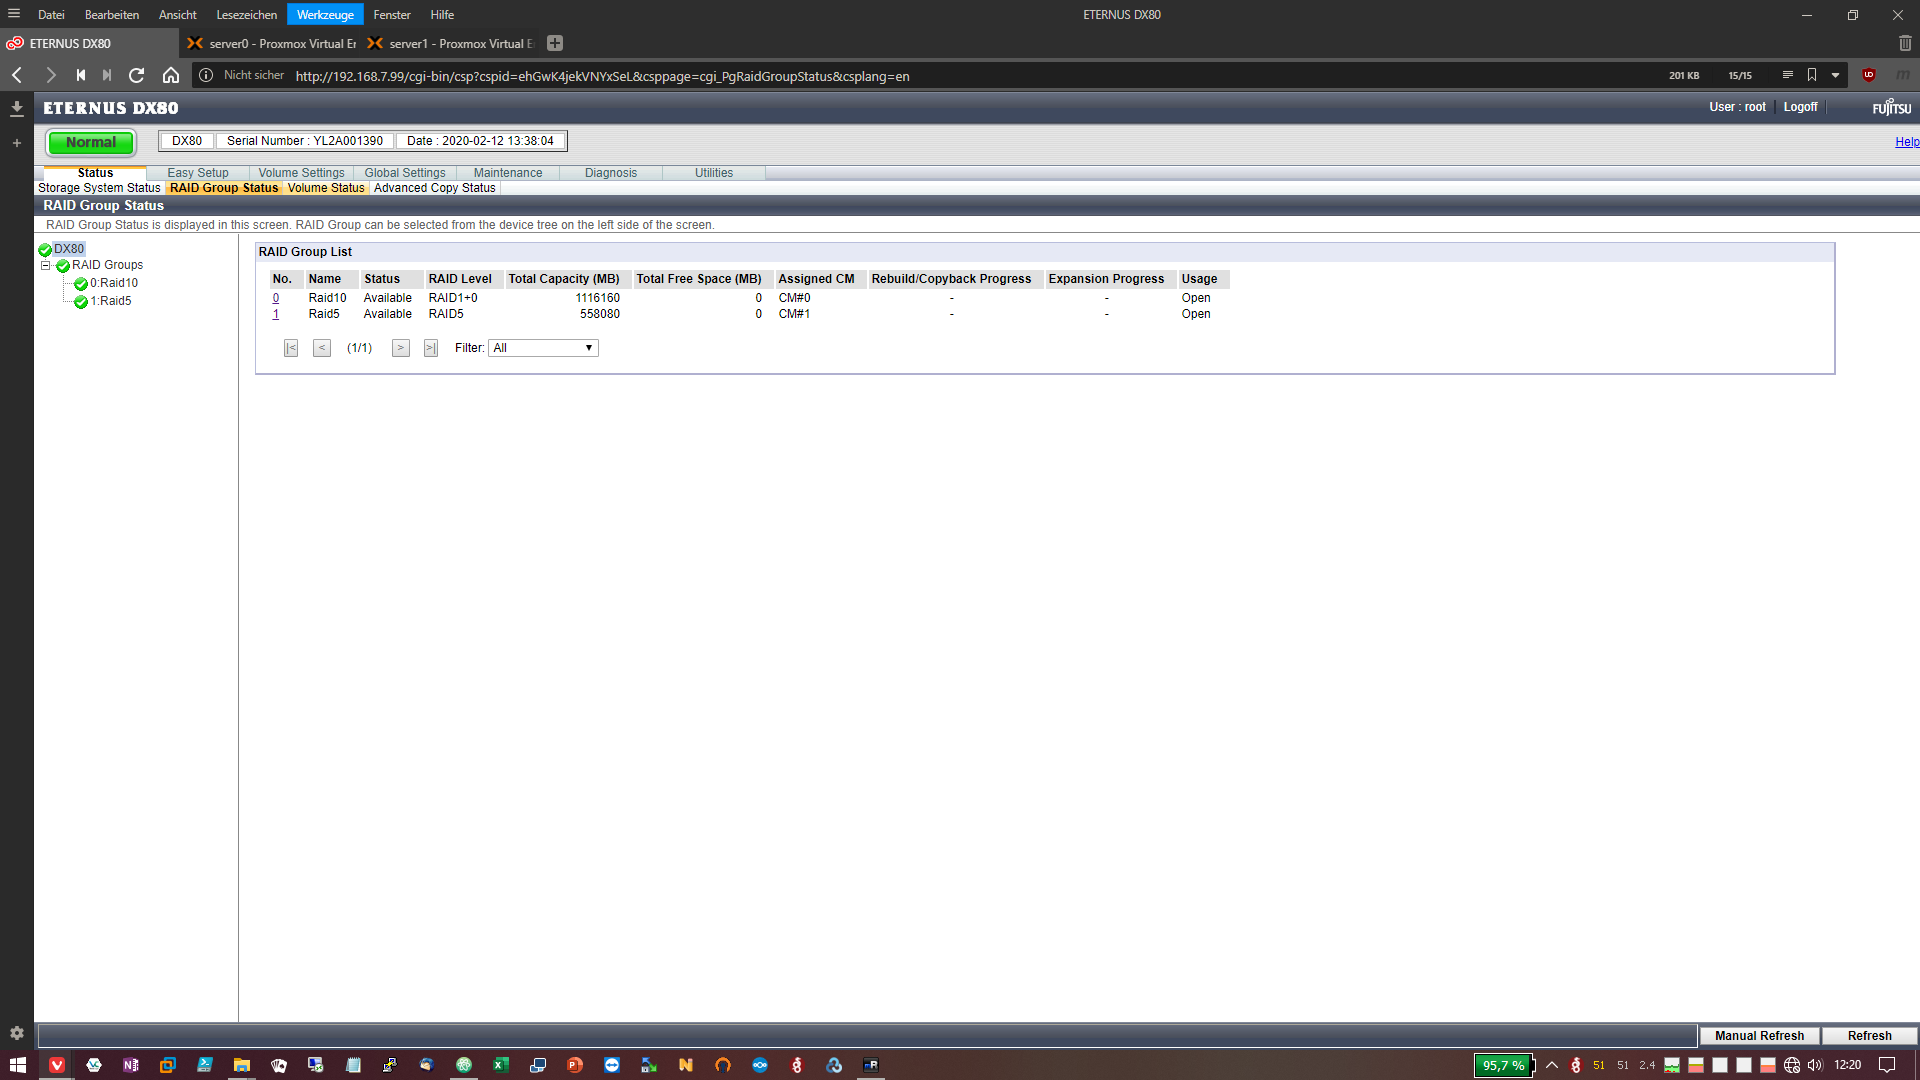 Datei Bearbeiten Ansicht Lesezeichen Werkzeuge Fenster Hilfe ETERNUS DX80
ETERNUS DX80 server0 - Proxmox Virtual Er server1 - Proxmox Virtual E
Nicht sicher http://192.168.7.99/cgi-bin/csp?cspid=ehGwK4jekVNYxSeL&csppage=cgi_PgRaidGroupStatus&csplang=en 201 KB 15/15
ETERNUS DX80 User : root Logoff FUJITSU
Normal DX80 Serial Number : YL2A001390 Date : 2020-02-12 13:38:04 Help
Status Easy Setup Volume Settings Global Settings Maintenance Diagnosis Utilities
Storage System Status RAID Group Status Volume Status Advanced Copy Status
RAID Group Status
RAID Group Status is displayed in this screen. RAID Group can be selected from the device tree on the left side of the screen.
DX80
RAID Groups
0:Raid10
1:Raid5
RAID Group List
No. Name Status RAID Level Total Capacity (MB) Total Free Space (MB) Assigned CM Rebuild/Copyback Progress Expansion Progress Usage
0 Raid10 Available RAID1+0 1116160 0 CM#0 - - Open
1 Raid5 Available RAID5 558080 0 CM#1 - - Open
|< < (1/1) > >| Filter: All
Manual Refresh Refresh
95,7 % 51 51 2.4 12:20